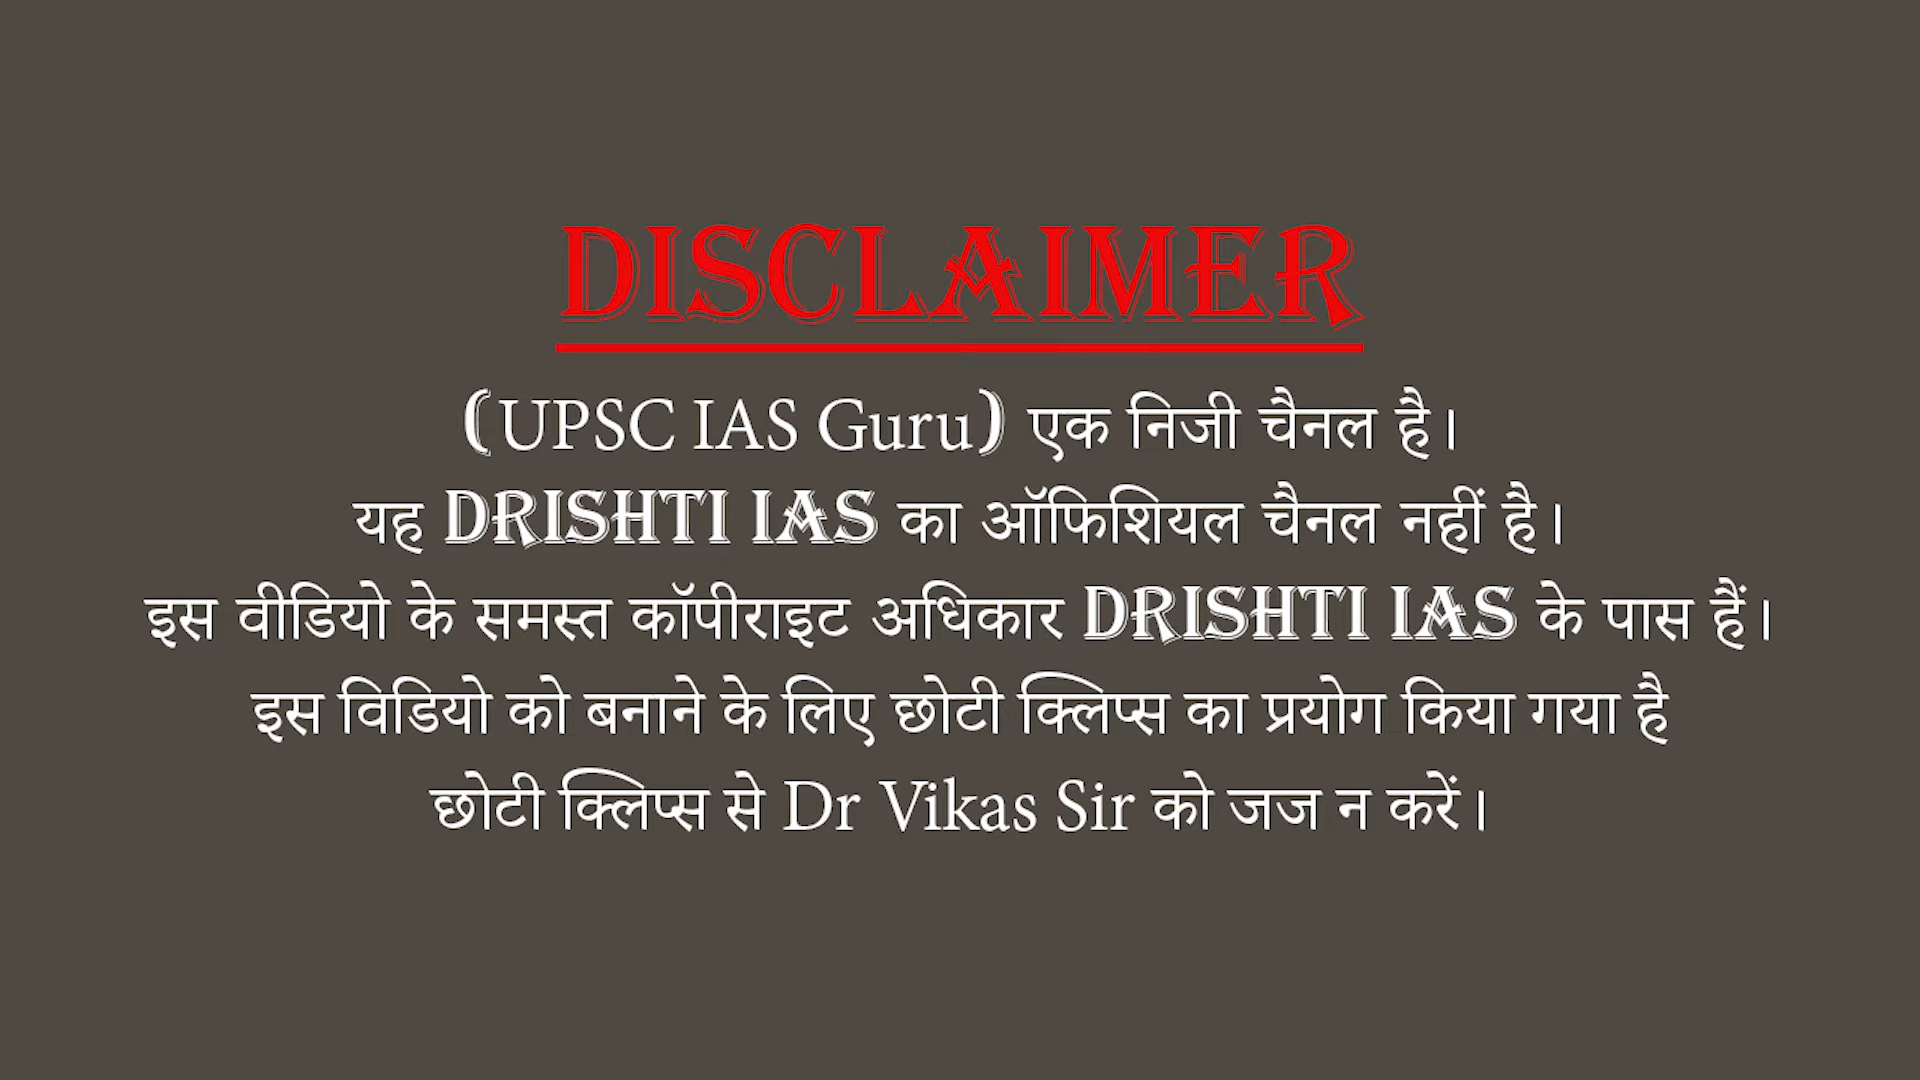 DISCLAIMER
(UPSC IAS Guru) एक निजी चैनल है।
यह DRISHTI IAS का ऑफिशियल चैनल नहीं है।
इस वीडियो के समस्त कॉपीराइट अधिकार DRISHTI IAS के पास हैं।
इस विडियो को बनाने के लिए छोटी क्लिप्स का प्रयोग किया गया है
छोटी क्लिप्स से Dr Vikas Sir को जज न करें।